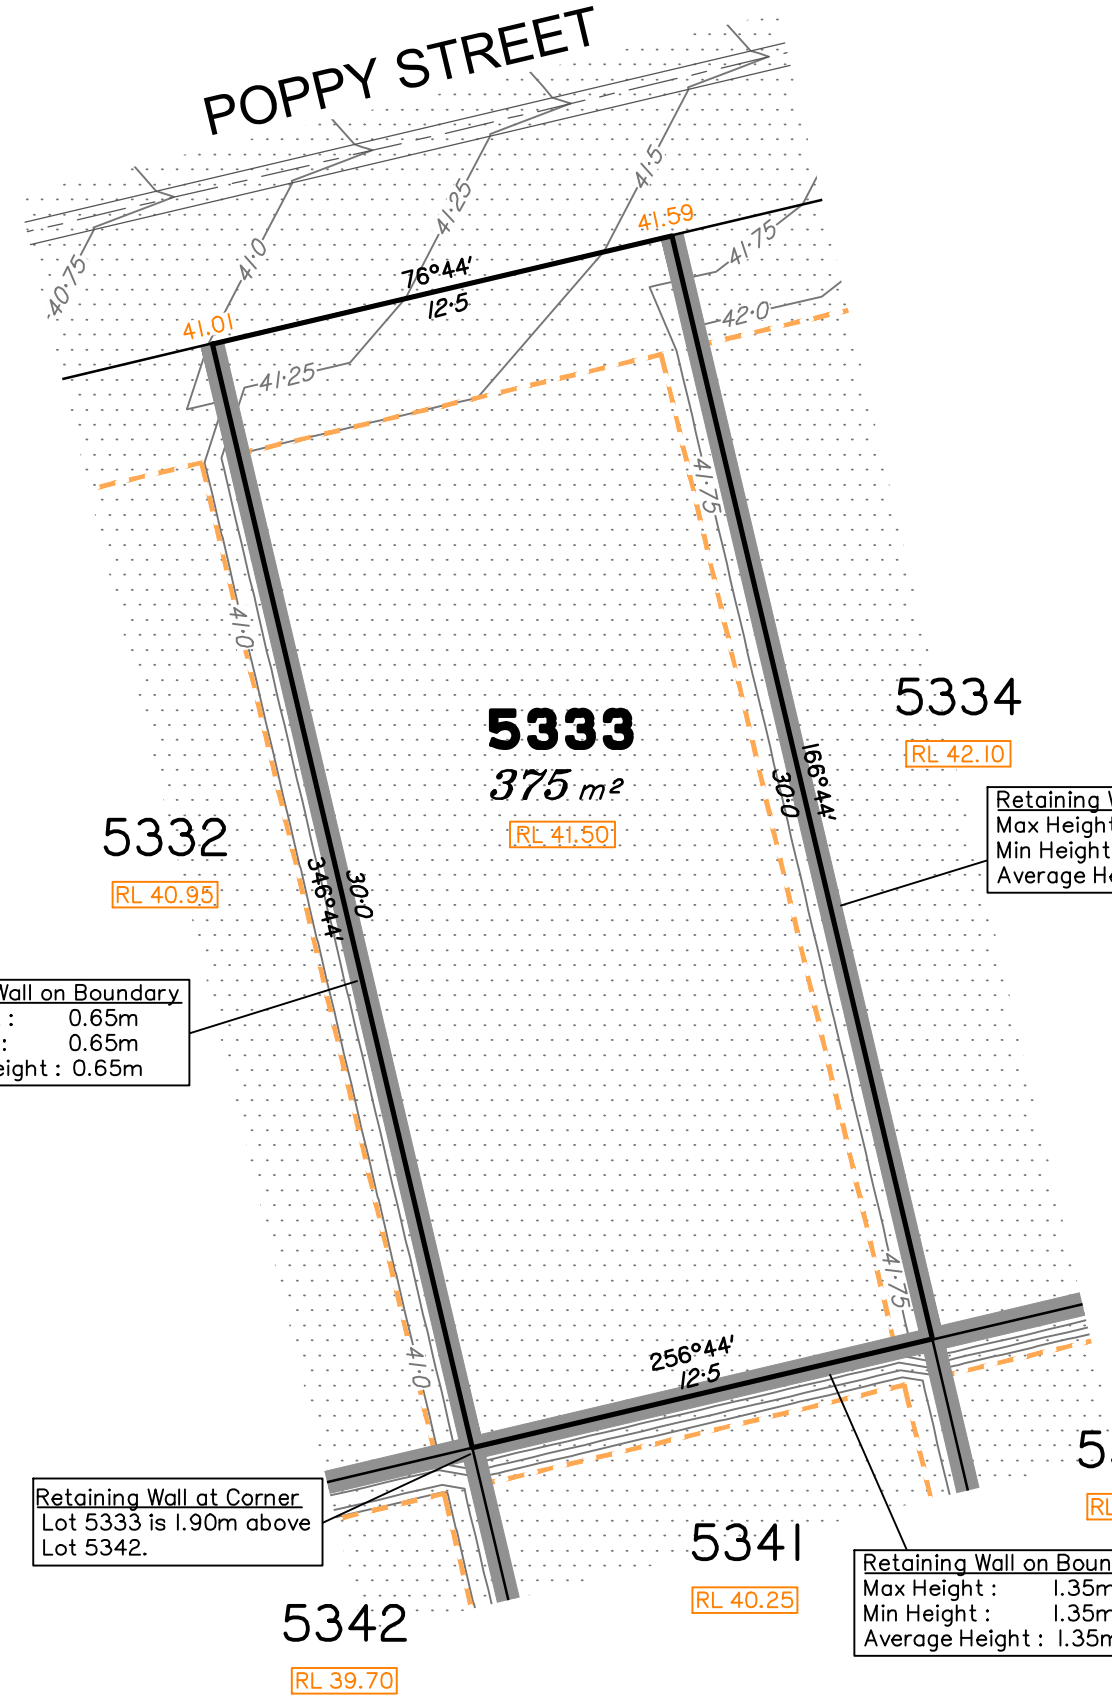 POPPY STREET
40·75
41·0
41·25
41·5
41.59
41·75
42·0
76°44'
12·5
41.01
41·25
41·75
41·0
5333
375 m²
RL 41.50
5334
RL 42.10
166°44'
30·0
Retaining W
Max Height
Min Height
Average He
5332
RL 40.95
346°44'
30·0
Wall on Boundary
: 0.65m
: 0.65m
eight : 0.65m
41·75
41·0
256°44'
12·5
Retaining Wall at Corner
Lot 5333 is 1.90m above
Lot 5342.
5341
RL 40.25
Retaining Wall on Boun
Max Height : 1.35m
Min Height : 1.35m
Average Height : 1.35m
5342
RL 39.70
5
RL